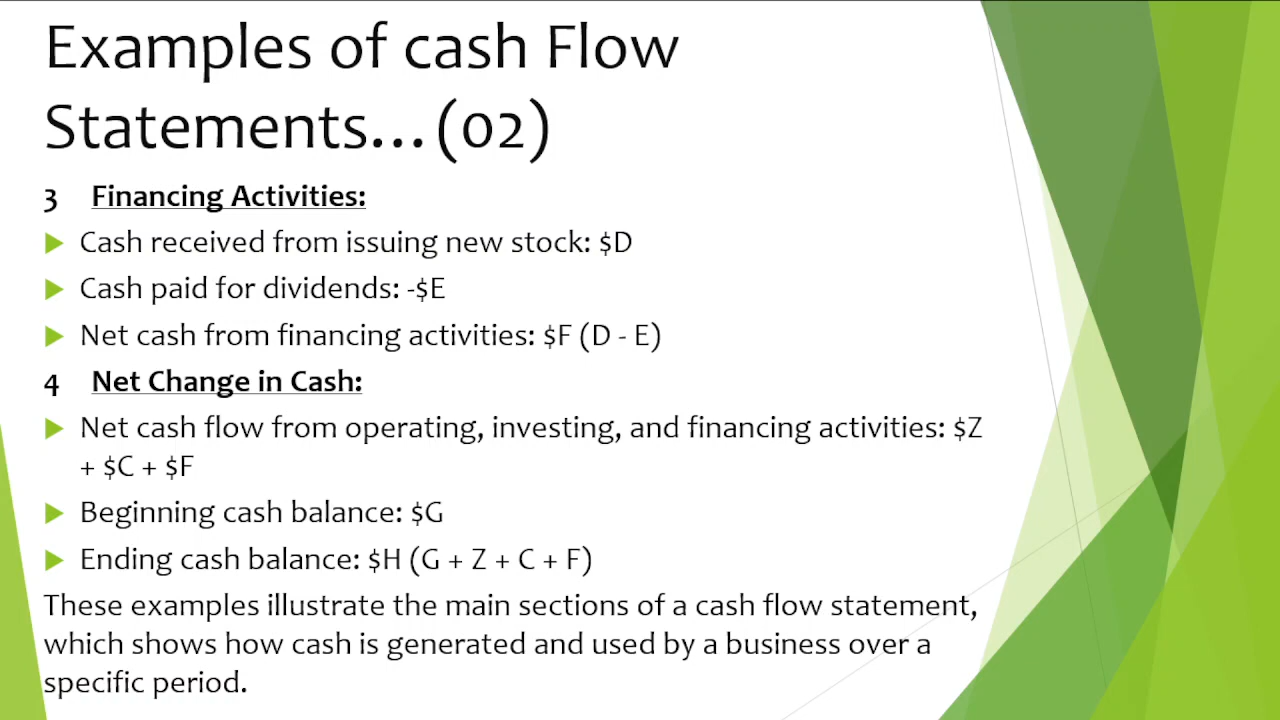 Examples of cash Flow
Statements...(02)
3 Financing Activities:
Cash received from issuing new stock: $D
Cash paid for dividends: -$E
Net cash from financing activities: $F (D - E)
4 Net Change in Cash:
Net cash flow from operating, investing, and financing activities: $Z
+ $C + $F
Beginning cash balance: $G
Ending cash balance: $H (G + Z + C + F)
These examples illustrate the main sections of a cash flow statement,
which shows how cash is generated and used by a business over a
specific period.